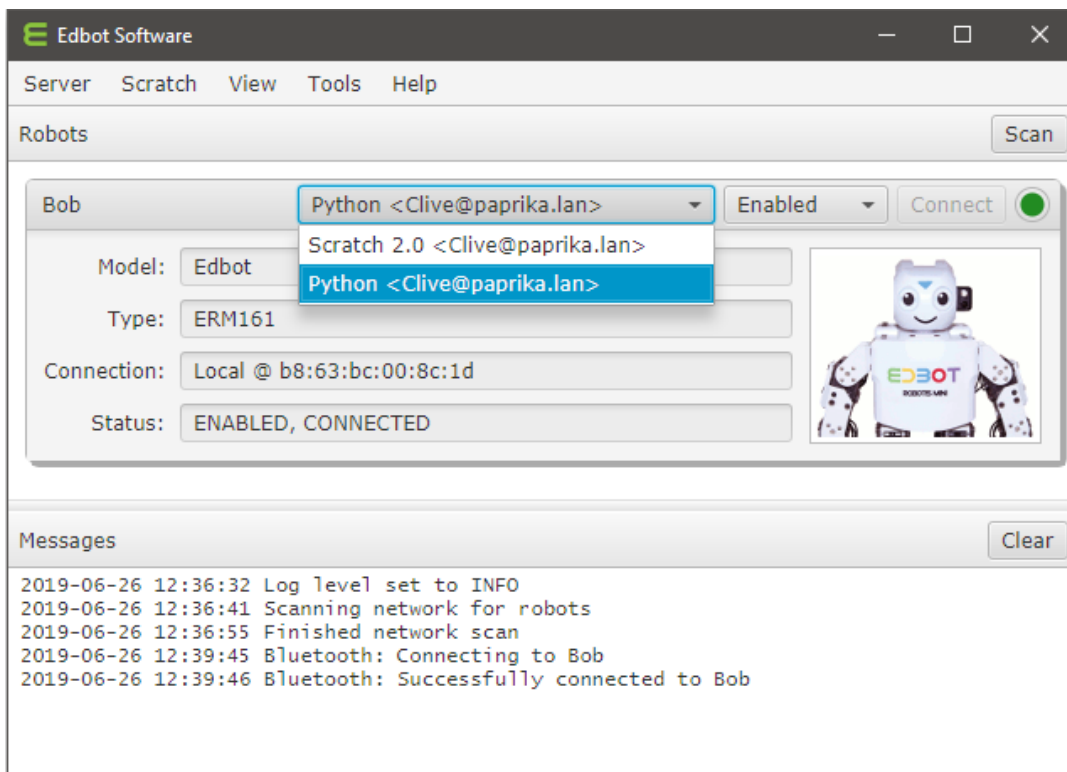 Edbot Software
Server Scratch View Tools Help
Robots Scan
Bob Python <Clive@paprika.lan> Enabled Connect
Scratch 2.0 <Clive@paprika.lan>
Python <Clive@paprika.lan>
Model: Edbot
Type: ERM161
Connection: Local @ b8:63:bc:00:8c:1d
Status: ENABLED, CONNECTED
EDBOT
ROBOTIS MINI
Messages Clear
2019-06-26 12:36:32 Log level set to INFO
2019-06-26 12:36:41 Scanning network for robots
2019-06-26 12:36:55 Finished network scan
2019-06-26 12:39:45 Bluetooth: Connecting to Bob
2019-06-26 12:39:46 Bluetooth: Successfully connected to Bob